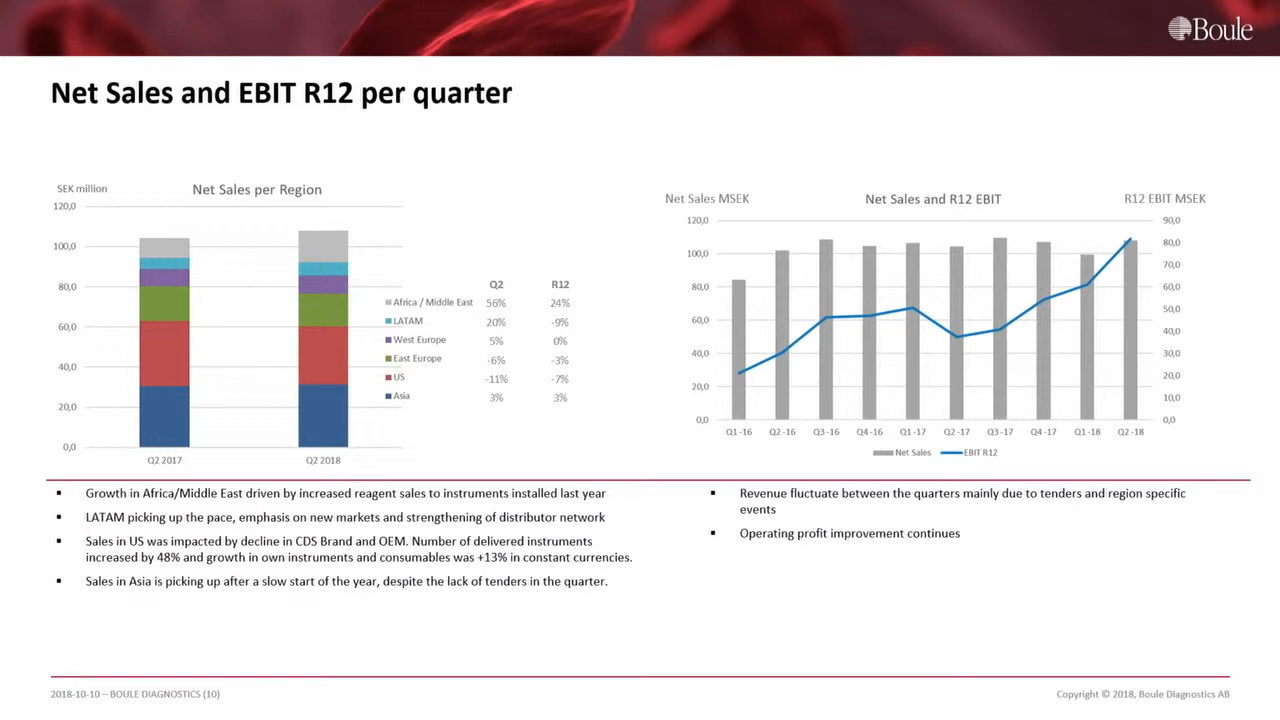 Boule
Net Sales and EBIT R12 per quarter
SEK million
Net Sales per Region
120,0
100,0
80,0
60,0
40,0
20,0
0,0
Q2 2017
Q2 2018
Q2 R12
Africa / Middle East 56% 24%
LATAM 20% -9%
West Europe 5% 0%
East Europe -6% -3%
US -11% -7%
Asia 3% 3%
Net Sales MSEK
Net Sales and R12 EBIT
R12 EBIT MSEK
120,0
100,0
80,0
60,0
40,0
20,0
0,0
90,0
80,0
70,0
60,0
50,0
40,0
30,0
20,0
10,0
0,0
Q1 -16 Q2 -16 Q3 -16 Q4 -16 Q1 -17 Q2 -17 Q3 -17 Q4 -17 Q1 -18 Q2 -18
Net Sales EBIT R12
▪ Growth in Africa/Middle East driven by increased reagent sales to instruments installed last year
▪ LATAM picking up the pace, emphasis on new markets and strengthening of distributor network
▪ Sales in US was impacted by decline in CDS Brand and OEM. Number of delivered instruments
increased by 48% and growth in own instruments and consumables was +13% in constant currencies.
▪ Sales in Asia is picking up after a slow start of the year, despite the lack of tenders in the quarter.
▪ Revenue fluctuate between the quarters mainly due to tenders and region specific
events
▪ Operating profit improvement continues
2018-10-10 – BOULE DIAGNOSTICS (10)
Copyright © 2018, Boule Diagnostics AB